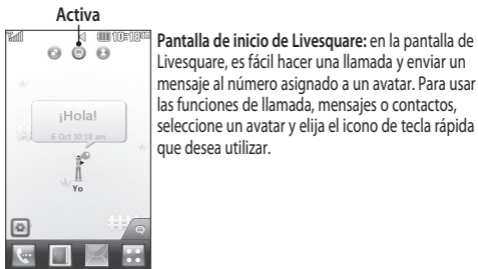 Activa
10:18am
¡Hola!
6 Oct 10:18 am
Yo
Pantalla de inicio de Livesquare: en la pantalla de
Livesquare, es fácil hacer una llamada y enviar un
mensaje al número asignado a un avatar. Para usar
las funciones de llamada, mensajes o contactos,
seleccione un avatar y elija el icono de tecla rápida
que desea utilizar.